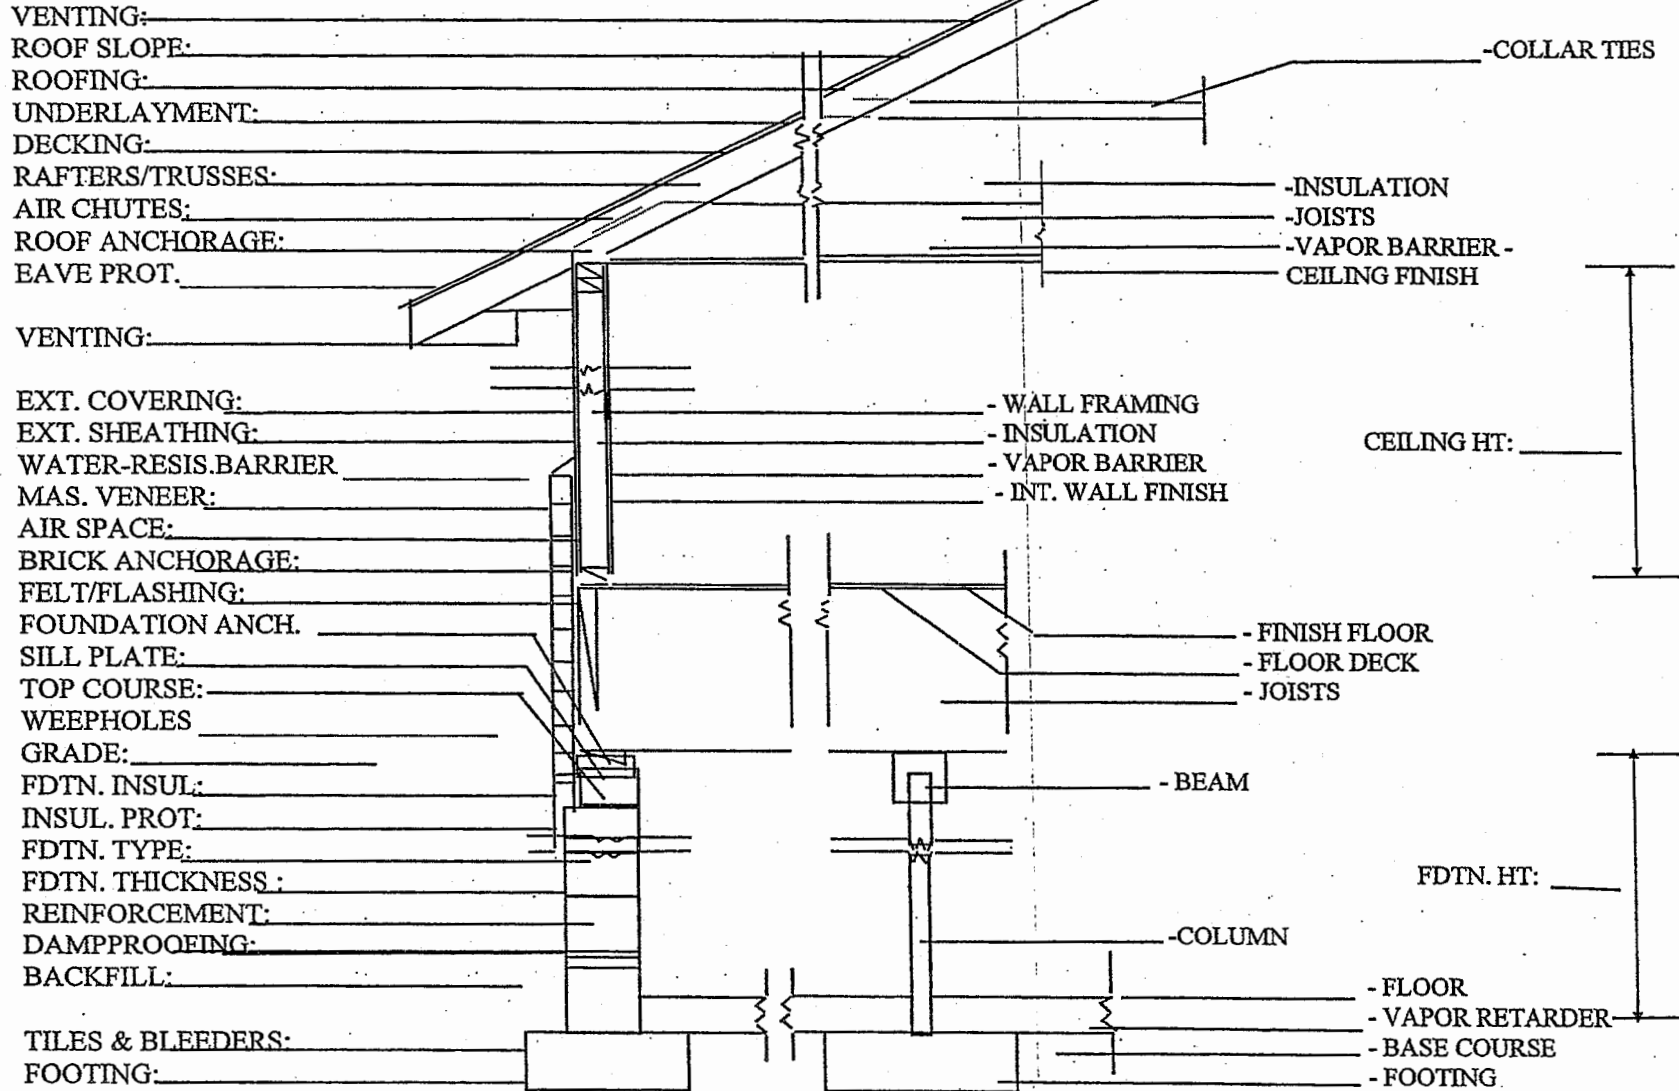 VENTING:
ROOF SLOPE:
ROOFING:
UNDERLAYMENT:
DECKING:
RAFTERS/TRUSSES:
AIR CHUTES:
ROOF ANCHORAGE:
EAVE PROT.
VENTING:
EXT. COVERING:
EXT. SHEATHING:
WATER-RESIS.BARRIER
MAS. VENEER:
AIR SPACE:
BRICK ANCHORAGE:
FELT/FLASHING:
FOUNDATION ANCH.
SILL PLATE:
TOP COURSE:
WEEPHOLES
GRADE:
FDTN. INSUL:
INSUL. PROT:
FDTN. TYPE:
FDTN. THICKNESS :
REINFORCEMENT:
DAMPPROOFING:
BACKFILL:
TILES & BLEEDERS:
FOOTING:
-COLLAR TIES
-INSULATION
-JOISTS
-VAPOR BARRIER -
CEILING FINISH
- WALL FRAMING
- INSULATION
- VAPOR BARRIER
- INT. WALL FINISH
CEILING HT:
- FINISH FLOOR
- FLOOR DECK
- JOISTS
- BEAM
FDTN. HT:
-COLUMN
- FLOOR
- VAPOR RETARDER
- BASE COURSE
- FOOTING